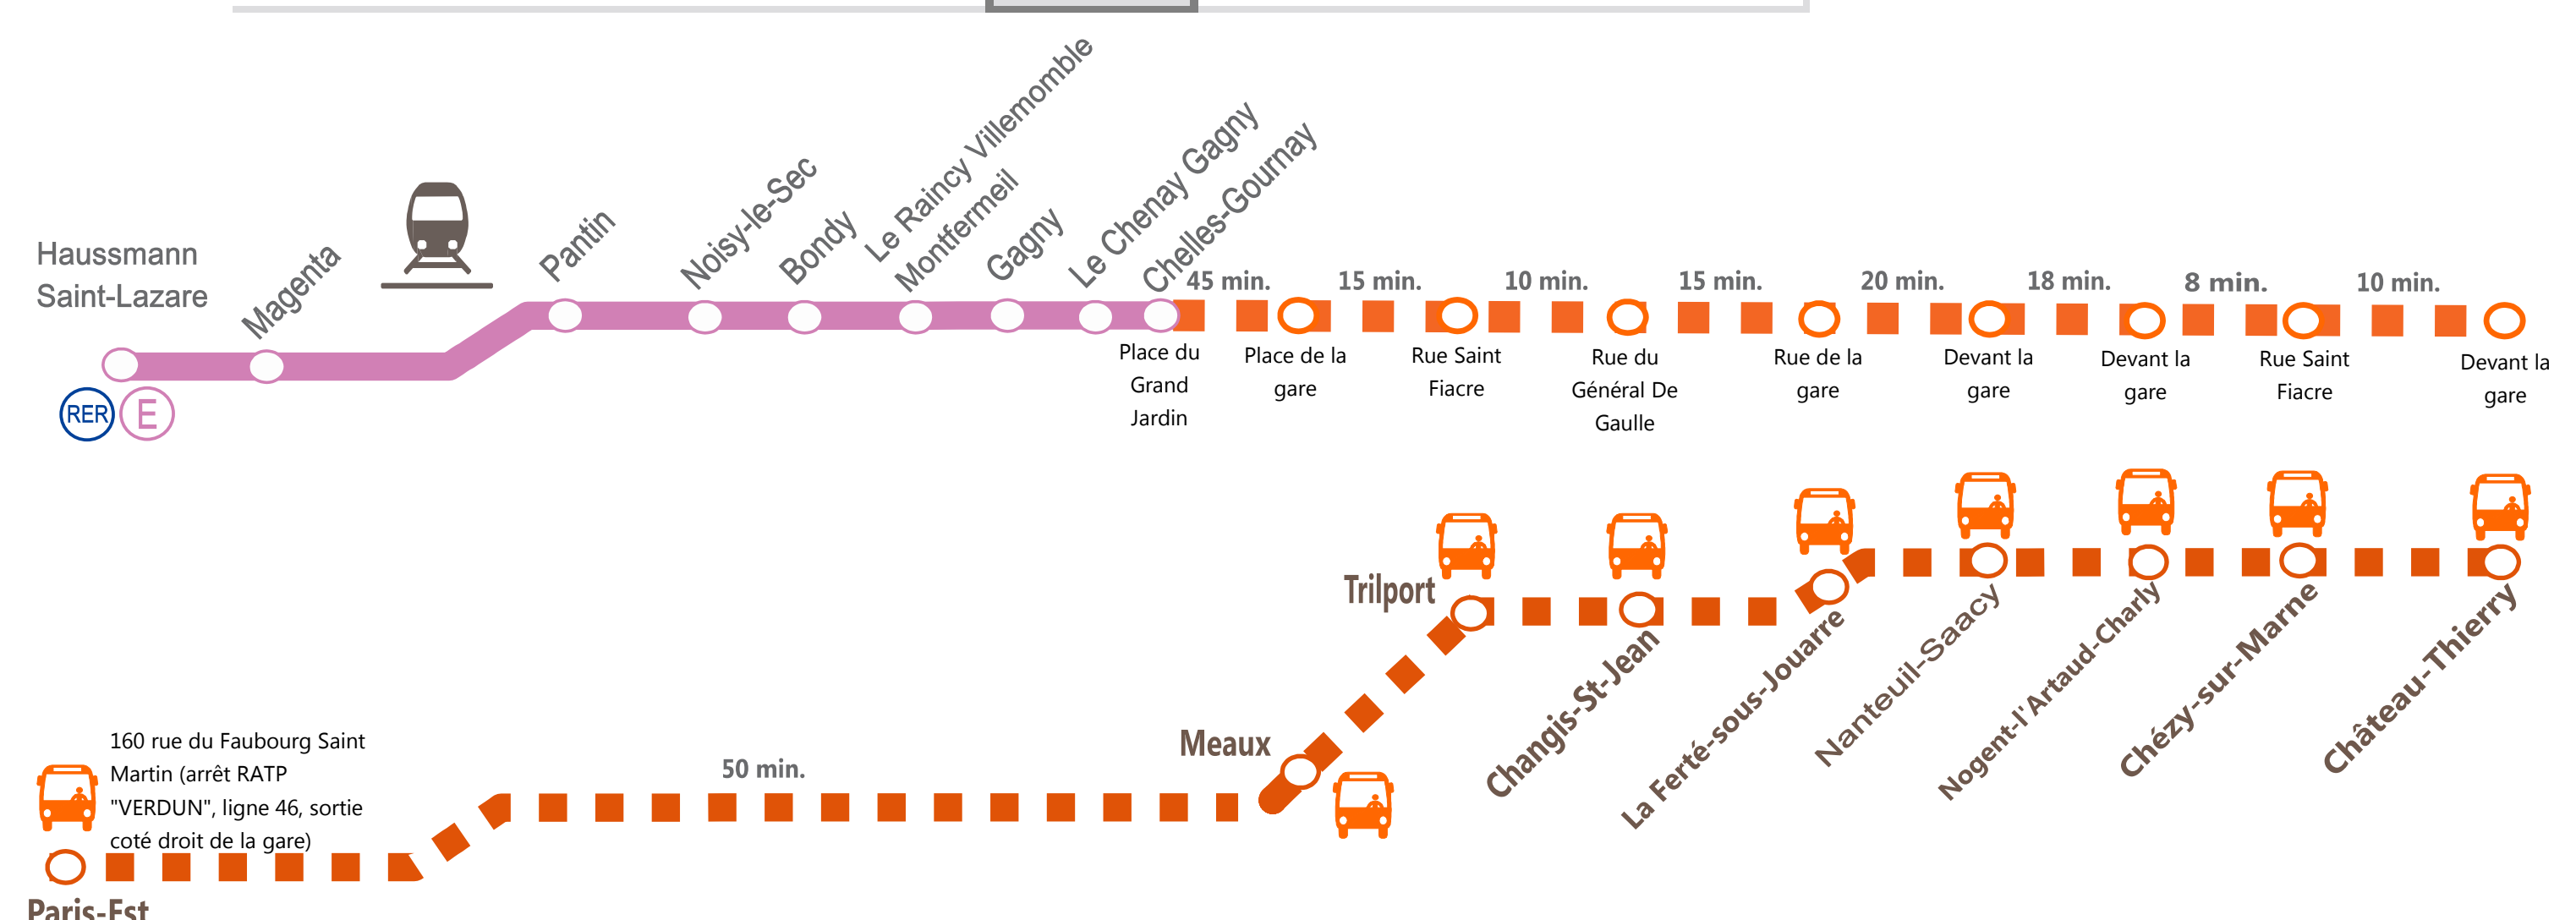 Haussmann
Saint-Lazare
Magenta
Pantin
Noisy-le-Sec
Bondy
Le Raincy Villemomble
Montfermeil
Gagny
Le Chenay Gagny
Chelles-Gournay
RER
E
45 min.
15 min.
10 min.
15 min.
20 min.
18 min.
8 min.
10 min.
Place du
Grand
Jardin
Place de la
gare
Rue Saint
Fiacre
Rue du
Général De
Gaulle
Rue de la
gare
Devant la
gare
Devant la
gare
Rue Saint
Fiacre
Devant la
gare
Trilport
Changis-St-Jean
La Ferté-sous-Jouarre
Nanteuil-Saacy
Nogent-l'Artaud-Charly
Chézy-sur-Marne
Château-Thierry
Meaux
50 min.
160 rue du Faubourg Saint
Martin (arrêt RATP
"VERDUN", ligne 46, sortie
coté droit de la gare)
Paris-Est